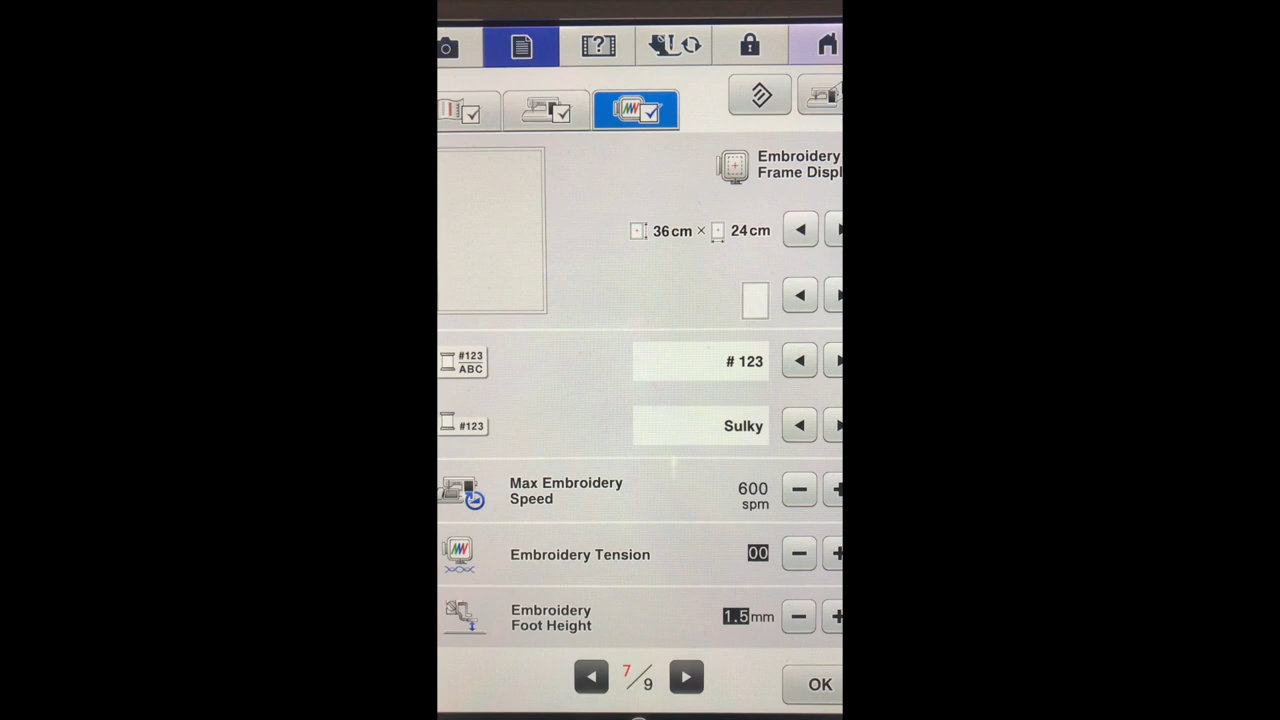 ?
Embroidery
Frame Displ
36cm × 24cm
#123
ABC
# 123
#123
Sulky
Max Embroidery
Speed
600
spm
Embroidery Tension
00
Embroidery
Foot Height
1.5mm
7/9
OK